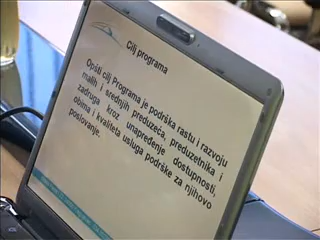 Cilj programa
Opšti cilj Programa je podrška rastu i razvoju
malih i srednjih preduzeća, preduzetnika i
zadruga kroz unapređenje dostupnosti,
obima i kvaliteta usluga podrške za njihovo
poslovanje.